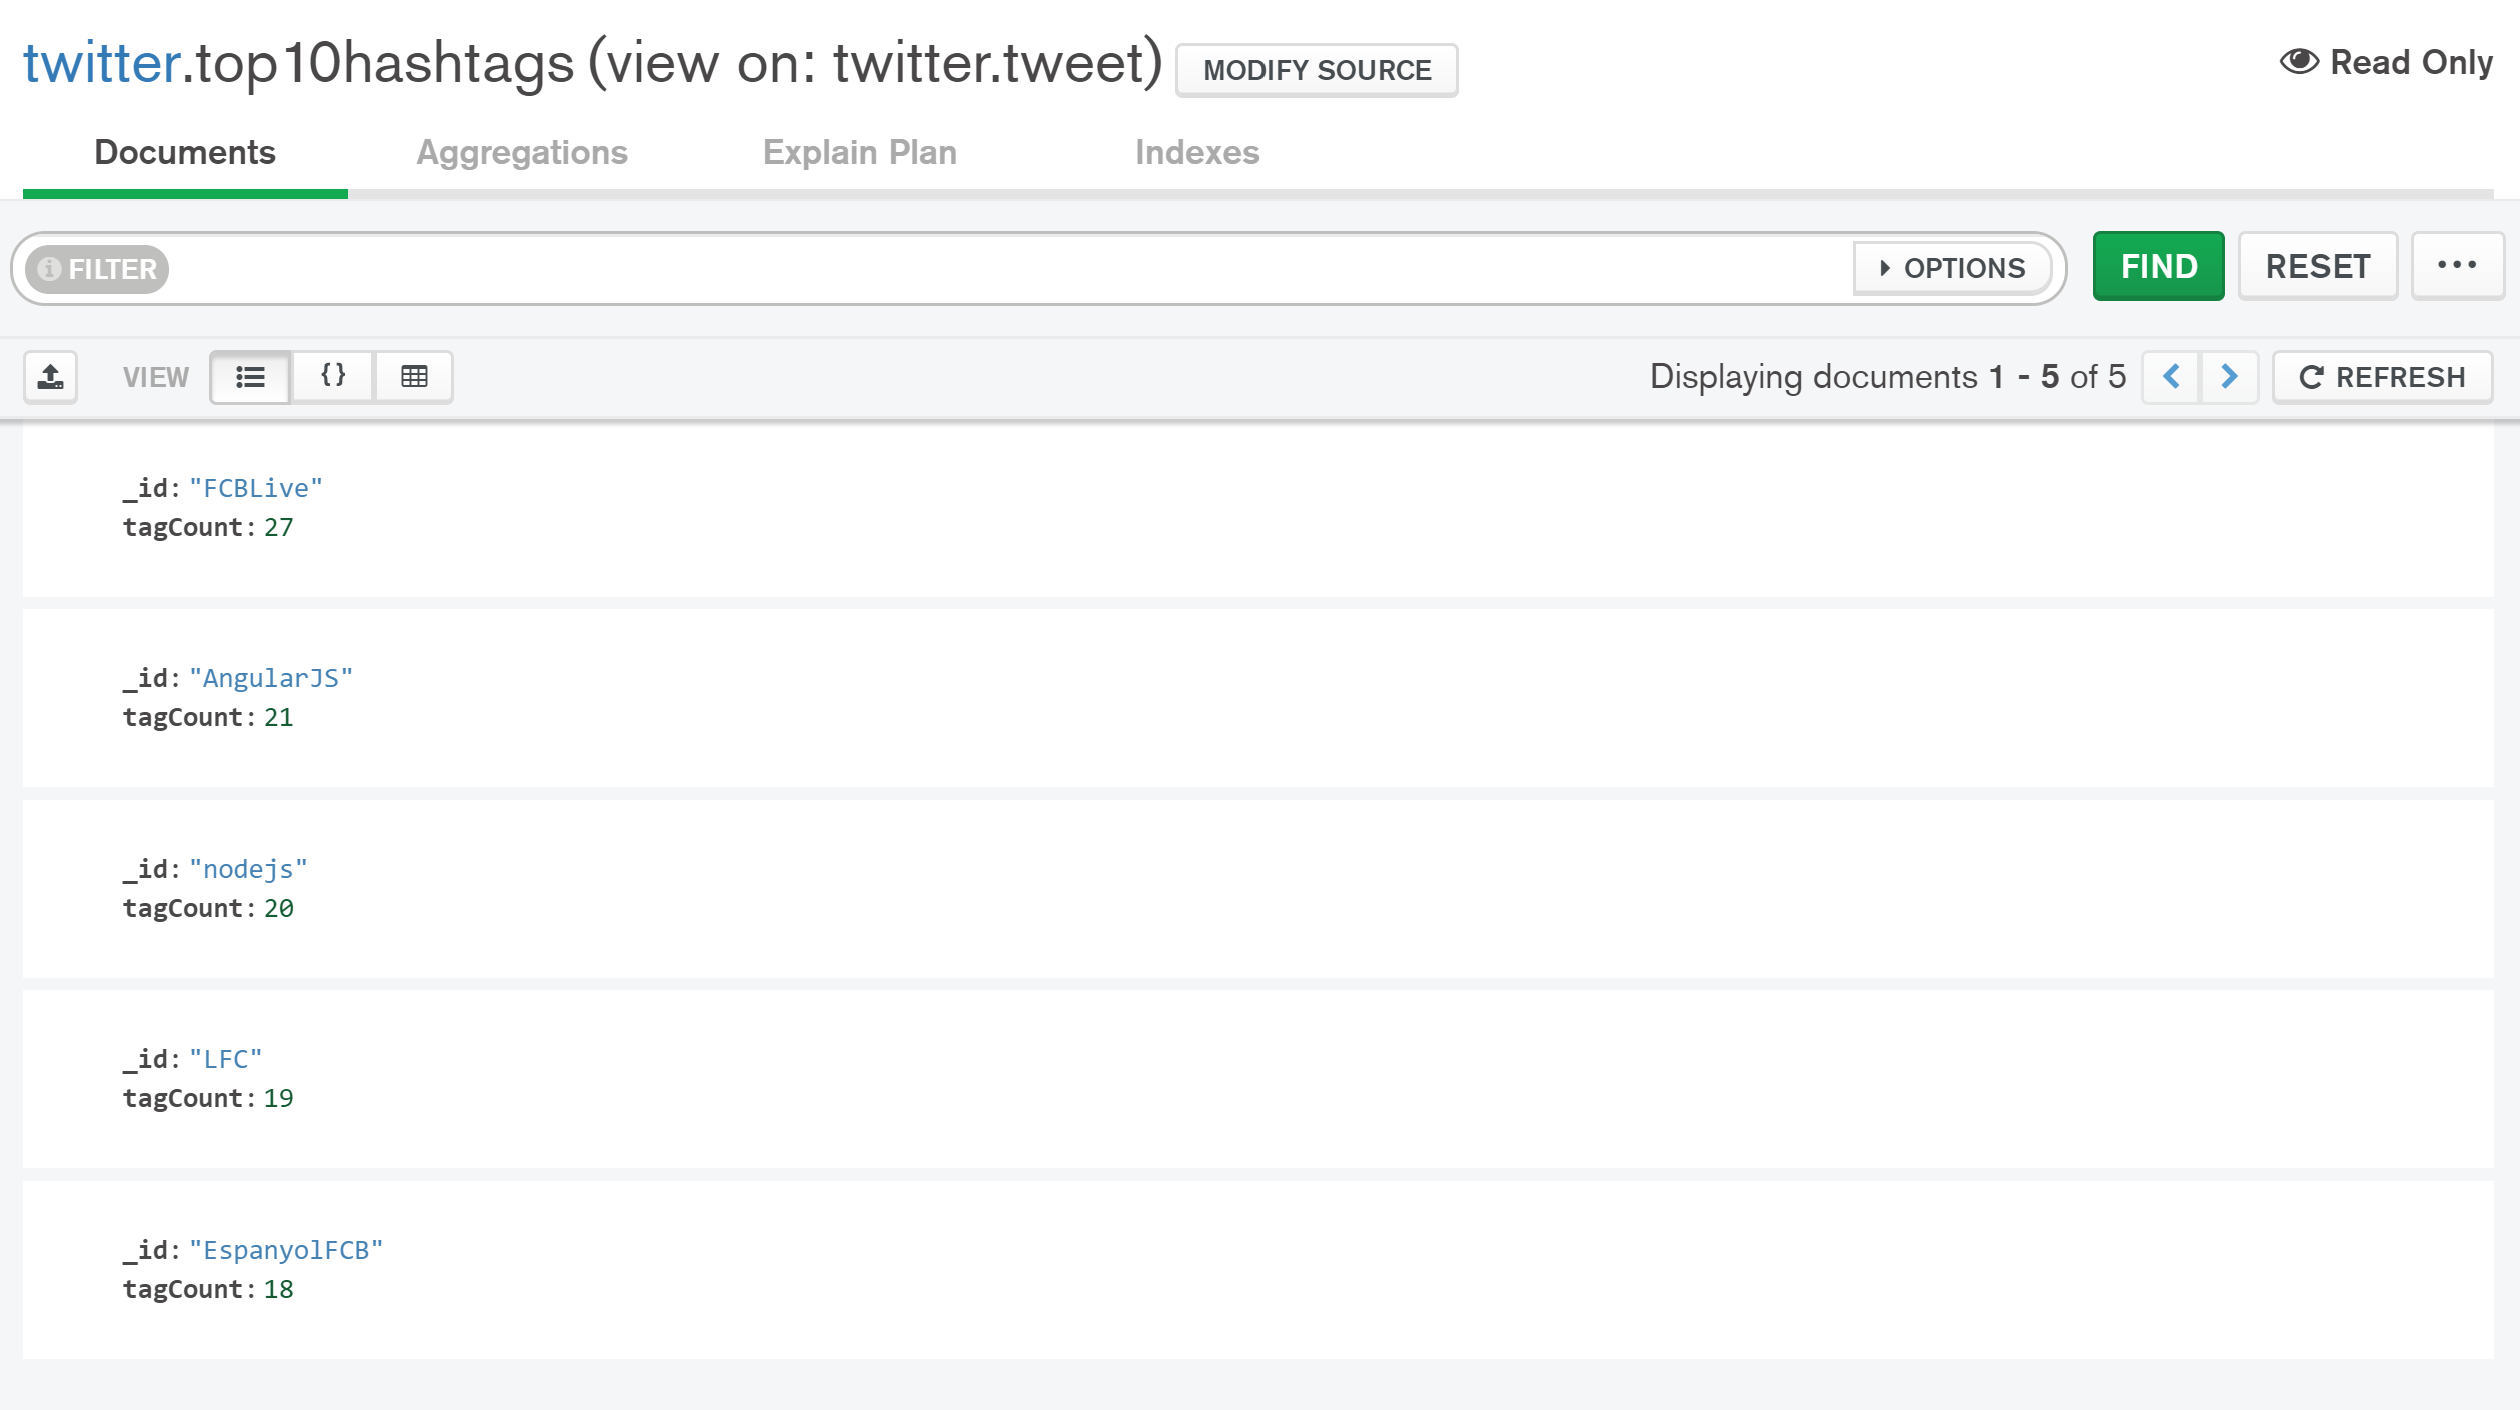 twitter.top10hashtags (view on: twitter.tweet) MODIFY SOURCE Read Only
Documents Aggregations Explain Plan Indexes
FILTER OPTIONS FIND RESET ...
VIEW {} Displaying documents 1 - 5 of 5 REFRESH
_id: "FCBLive"
tagCount: 27
_id: "AngularJS"
tagCount: 21
_id: "nodejs"
tagCount: 20
_id: "LFC"
tagCount: 19
_id: "EspanyolFCB"
tagCount: 18